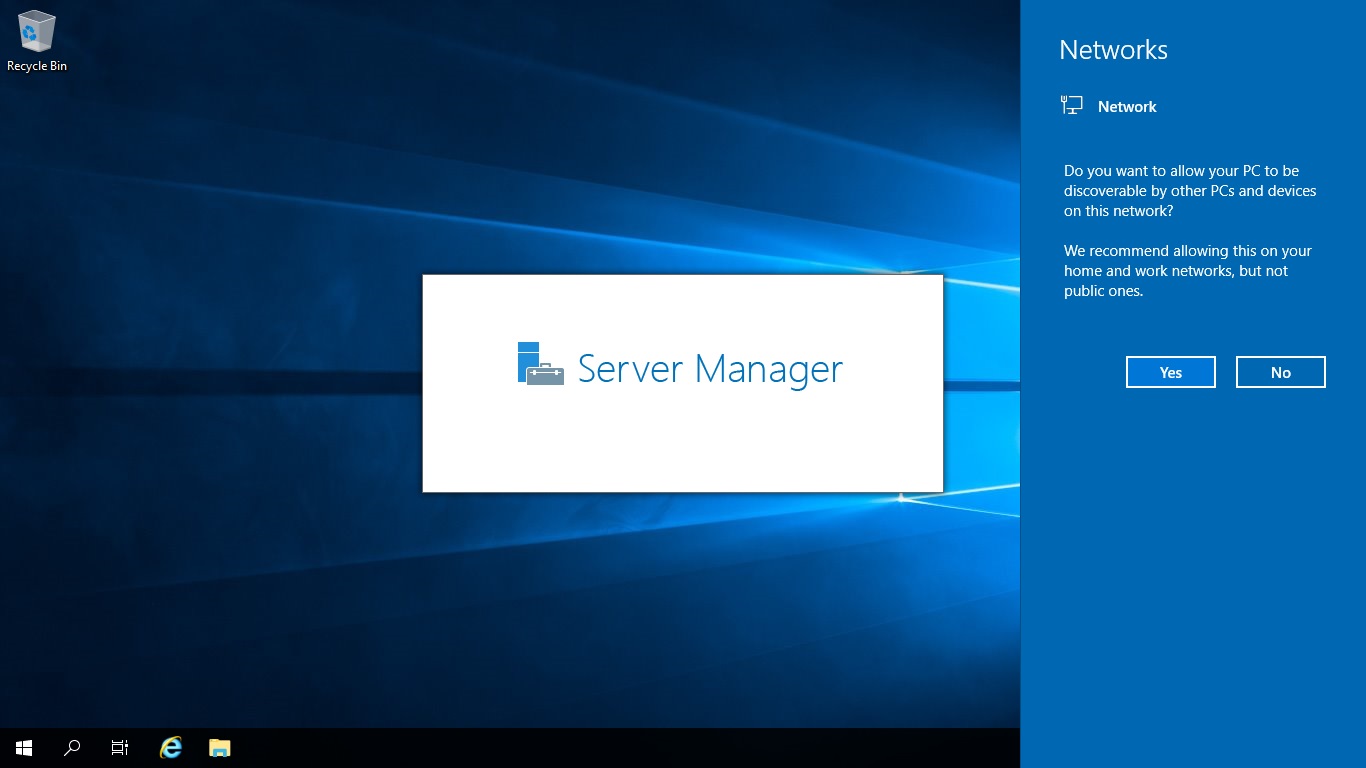 Recycle Bin
Server Manager
Networks
Network
Do you want to allow your PC to be
discoverable by other PCs and devices
on this network?
We recommend allowing this on your
home and work networks, but not
public ones.
Yes
No